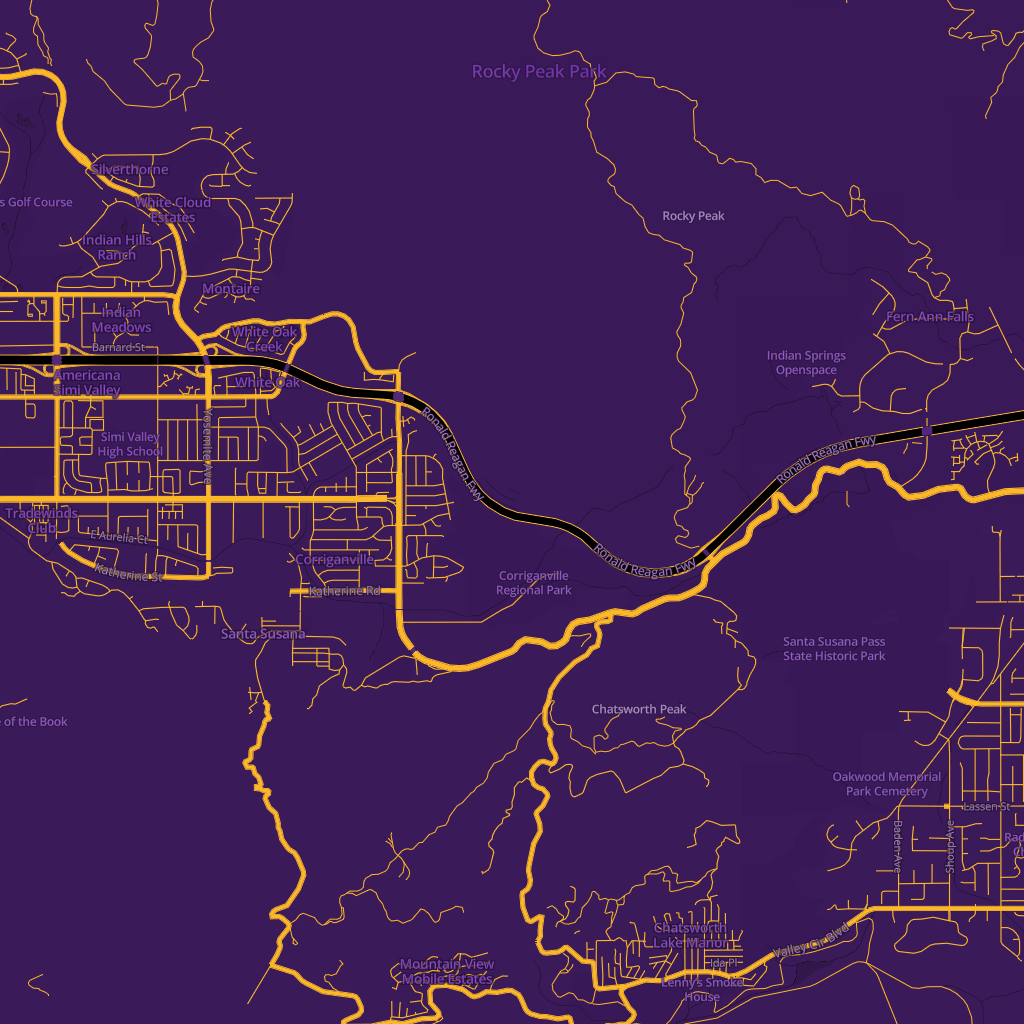 Rocky Peak Park
Silverthorne
s Golf Course
White Cloud
Estates
Rocky Peak
Indian Hills
Ranch
Montaire
Indian
Meadows
Fern Ann Falls
White Oak
Creek
Barnard St
Indian Springs
Openspace
Americana
Simi Valley
White Oak
Yosemite Ave
Ronald Reagan Fwy
Simi Valley
High School
Ronald Reagan Fwy
Tradewinds
Club
E Aurelia Ct
Ronald Reagan Fwy
Corriganville
Katherine St
Corriganville
Regional Park
Katherine Rd
Santa Susana
Santa Susana Pass
State Historic Park
Chatsworth Peak
e of the Book
Oakwood Memorial
Park Cemetery
Lassen St
Baden Ave
Shoup Ave
Rad
Ch
Chatsworth
Lake Manor
Valley Cir Blvd
Ida Pl
Mountain View
Mobile Estates
Lenny's Smoke
House